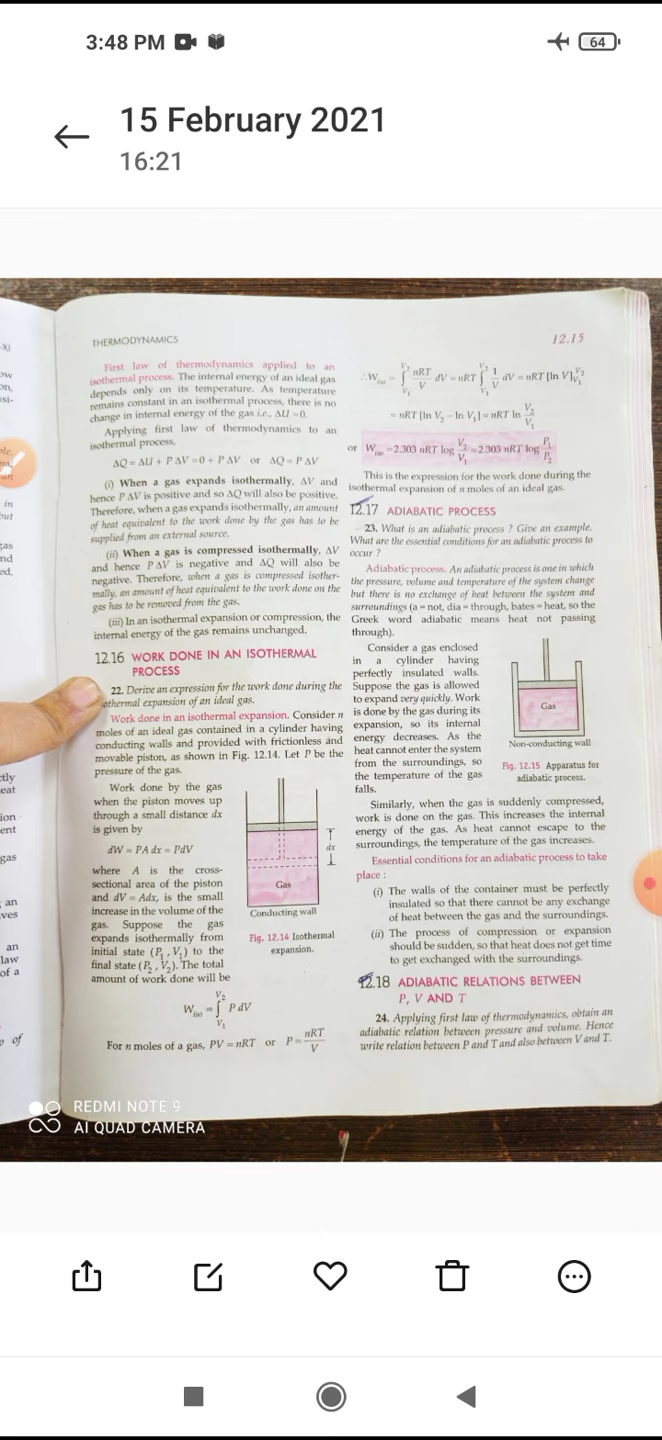 3:48 PM
64
15 February 2021
16:21
THERMODYNAMICS
12.15
First law of thermodynamics applied to an
isothermal process. The internal energy of an ideal gas
depends only on its temperature. As temperature
remains constant in an isothermal process, there is no
change in internal energy of the gas i.e., ΔU = 0.
Applying first law of thermodynamics to an
isothermal process,
ΔQ = ΔU + P ΔV = 0 + P ΔV or ΔQ = P ΔV
(i) When a gas expands isothermally, ΔV and
hence P ΔV is positive and so ΔQ will also be positive.
Therefore, when a gas expands isothermally, an amount
of heat equivalent to the work done by the gas has to be
supplied from an external source.
(ii) When a gas is compressed isothermally, ΔV
and hence P ΔV is negative and ΔQ will also be
negative. Therefore, when a gas is compressed isother-
mally, an amount of heat equivalent to the work done on the
gas has to be removed from the gas.
(iii) In an isothermal expansion or compression, the
internal energy of the gas remains unchanged.
12.16 WORK DONE IN AN ISOTHERMAL
PROCESS
22. Derive an expression for the work done during the
othermal expansion of an ideal gas.
Work done in an isothermal expansion. Consider n
moles of an ideal gas contained in a cylinder having
conducting walls and provided with frictionless and
movable piston, as shown in Fig. 12.14. Let P be the
pressure of the gas.
Work done by the gas
when the piston moves up
through a small distance dx
is given by
dW = PA dx = PdV
where A is the cross-
sectional area of the piston
and dV = Adx, is the small
increase in the volume of the
gas. Suppose the gas
expands isothermally from
initial state (P₁, V₁) to the
final state (P₂, V₂). The total
amount of work done will be
dx
Gas
Conducting wall
Fig. 12.14 Isothermal
expansion.
W_iso = ∫_{V₁}^{V₂} P dV
For n moles of a gas, PV = nRT or P = nRT/V
∴ W_iso = ∫_{V₁}^{V₂} nRT/V dV = nRT ∫_{V₁}^{V₂} 1/V dV = nRT [ln V]_{V₁}^{V₂}
= nRT [ln V₂ − ln V₁] = nRT ln V₂/V₁
or W_iso = 2.303 nRT log V₂/V₁ = 2.303 nRT log P₁/P₂
This is the expression for the work done during the
isothermal expansion of n moles of an ideal gas.
12.17 ADIABATIC PROCESS
23. What is an adiabatic process ? Give an example.
What are the essential conditions for an adiabatic process to
occur ?
Adiabatic process. An adiabatic process is one in which
the pressure, volume and temperature of the system change
but there is no exchange of heat between the system and
surroundings (a = not, dia = through, bates = heat, so the
Greek word adiabatic means heat not passing
through).
Consider a gas enclosed
in a cylinder having
perfectly insulated walls.
Suppose the gas is allowed
to expand very quickly. Work
is done by the gas during its
expansion, so its internal
energy decreases. As the
heat cannot enter the system
from the surroundings, so
the temperature of the gas
falls.
Gas
Non-conducting wall
Fig. 12.15 Apparatus for
adiabatic process.
Similarly, when the gas is suddenly compressed,
work is done on the gas. This increases the internal
energy of the gas. As heat cannot escape to the
surroundings, the temperature of the gas increases.
Essential conditions for an adiabatic process to take
place :
(i) The walls of the container must be perfectly
insulated so that there cannot be any exchange
of heat between the gas and the surroundings.
(ii) The process of compression or expansion
should be sudden, so that heat does not get time
to get exchanged with the surroundings.
12.18 ADIABATIC RELATIONS BETWEEN
P, V AND T
24. Applying first law of thermodynamics, obtain an
adiabatic relation between pressure and volume. Hence
write relation between P and T and also between V and T.
REDMI NOTE 9
AI QUAD CAMERA